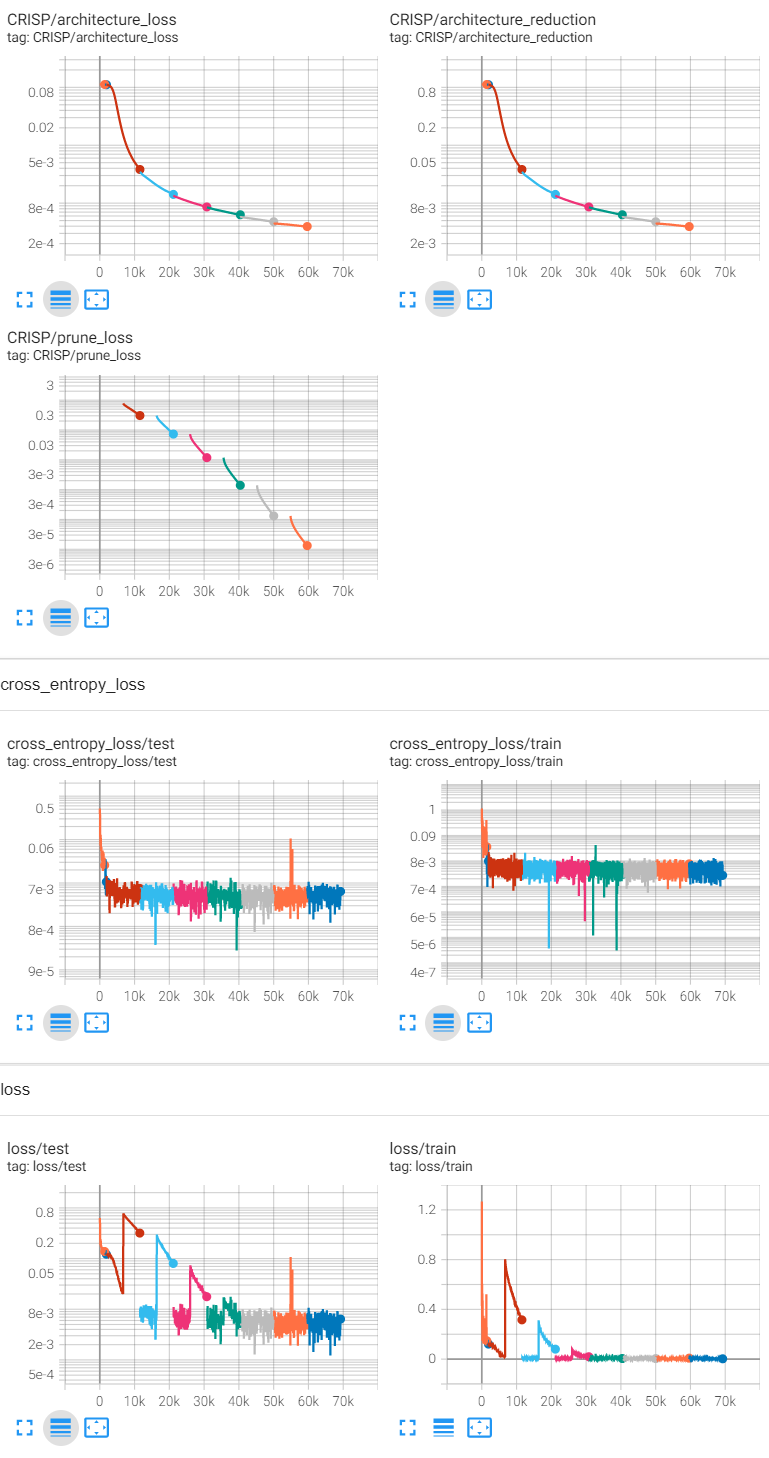 CRISP/architecture_loss
tag: CRISP/architecture_loss
0.08
0.02
5e-3
8e-4
2e-4
0 10k 20k 30k 40k 50k 60k 70k
CRISP/architecture_reduction
tag: CRISP/architecture_reduction
0.8
0.2
0.05
8e-3
2e-3
0 10k 20k 30k 40k 50k 60k 70k
CRISP/prune_loss
tag: CRISP/prune_loss
3
0.3
0.03
3e-3
3e-4
3e-5
3e-6
0 10k 20k 30k 40k 50k 60k 70k
cross_entropy_loss
cross_entropy_loss/test
tag: cross_entropy_loss/test
0.5
0.06
7e-3
8e-4
9e-5
0 10k 20k 30k 40k 50k 60k 70k
cross_entropy_loss/train
tag: cross_entropy_loss/train
1
0.09
8e-3
7e-4
6e-5
5e-6
4e-7
0 10k 20k 30k 40k 50k 60k 70k
loss
loss/test
tag: loss/test
0.8
0.2
0.05
8e-3
2e-3
5e-4
0 10k 20k 30k 40k 50k 60k 70k
loss/train
tag: loss/train
1.2
0.8
0.4
0
0 10k 20k 30k 40k 50k 60k 70k